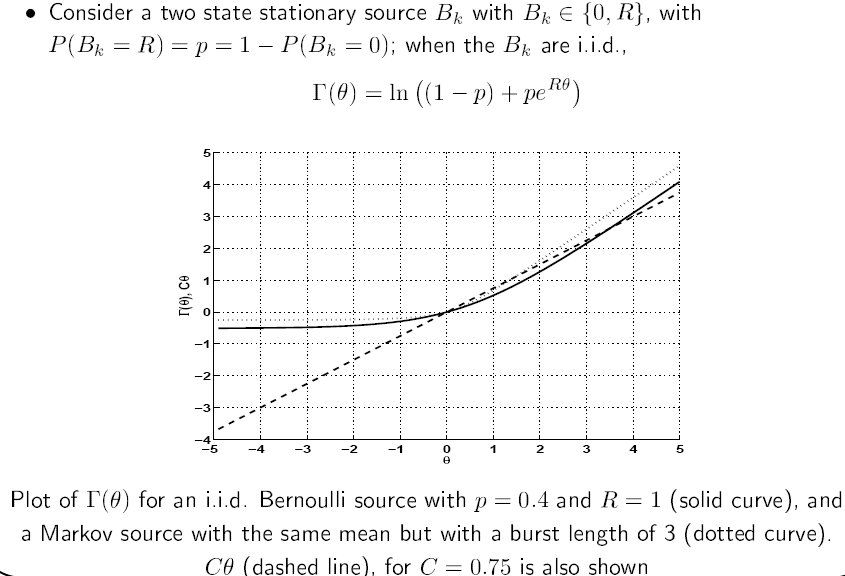 • Consider a two state stationary source B_k with B_k ∈ {0, R}, with
P(B_k = R) = p = 1 − P(B_k = 0); when the B_k are i.i.d.,
Γ(θ) = ln ((1 − p) + pe^{Rθ})
5
4
3
2
1
0
−1
−2
−3
−4
Γ(θ), Cθ
−5 −4 −3 −2 −1 0 1 2 3 4 5
θ
Plot of Γ(θ) for an i.i.d. Bernoulli source with p = 0.4 and R = 1 (solid curve), and
a Markov source with the same mean but with a burst length of 3 (dotted curve).
Cθ (dashed line), for C = 0.75 is also shown